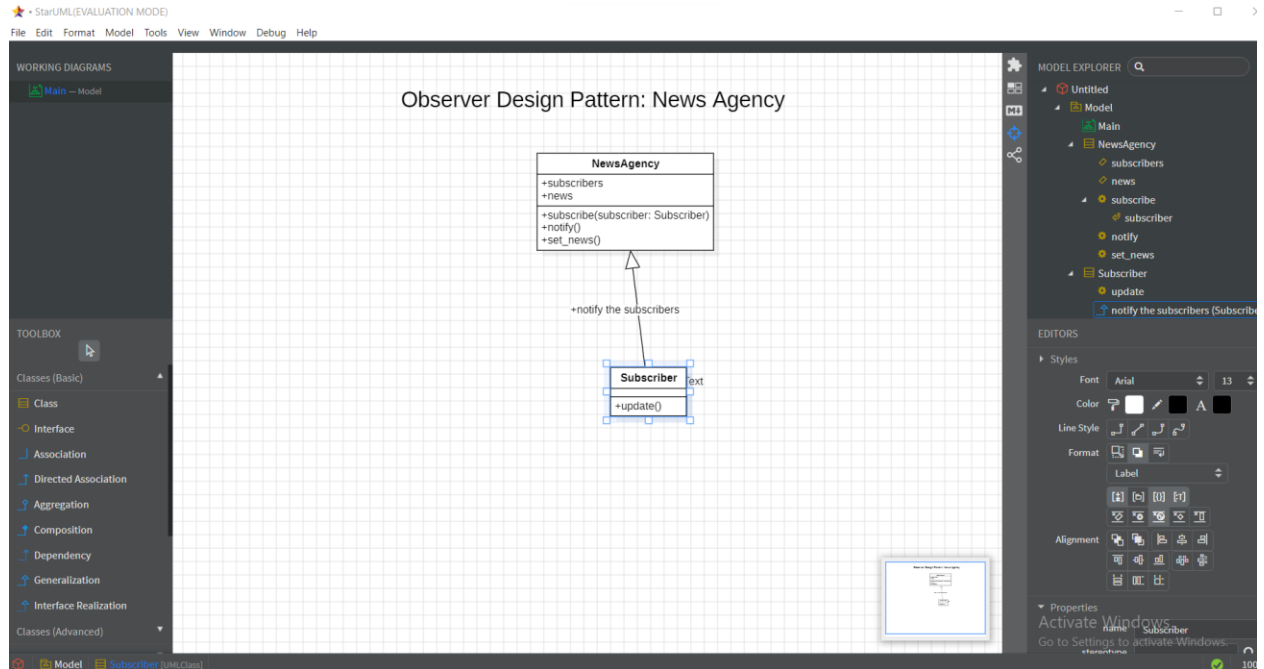 • StarUML(EVALUATION MODE)
File Edit Format Model Tools View Window Debug Help
WORKING DIAGRAMS
Main — Model
TOOLBOX
Classes (Basic)
Class
Interface
Association
Directed Association
Aggregation
Composition
Dependency
Generalization
Interface Realization
Classes (Advanced)
Observer Design Pattern: News Agency
NewsAgency
+subscribers
+news
+subscribe(subscriber: Subscriber)
+notify()
+set_news()
+notify the subscribers
Subscriber
Text
+update()
MODEL EXPLORER
Untitled
Model
Main
NewsAgency
subscribers
news
subscribe
subscriber
notify
set_news
Subscriber
update
notify the subscribers (Subscribe
EDITORS
Styles
Font Arial 13
Color A
Line Style
Format
Label
Alignment
Properties
Activate Windows
name Subscriber
Go to Settings to activate Windows.
stereotype
Model Subscriber [UMLClass]
100